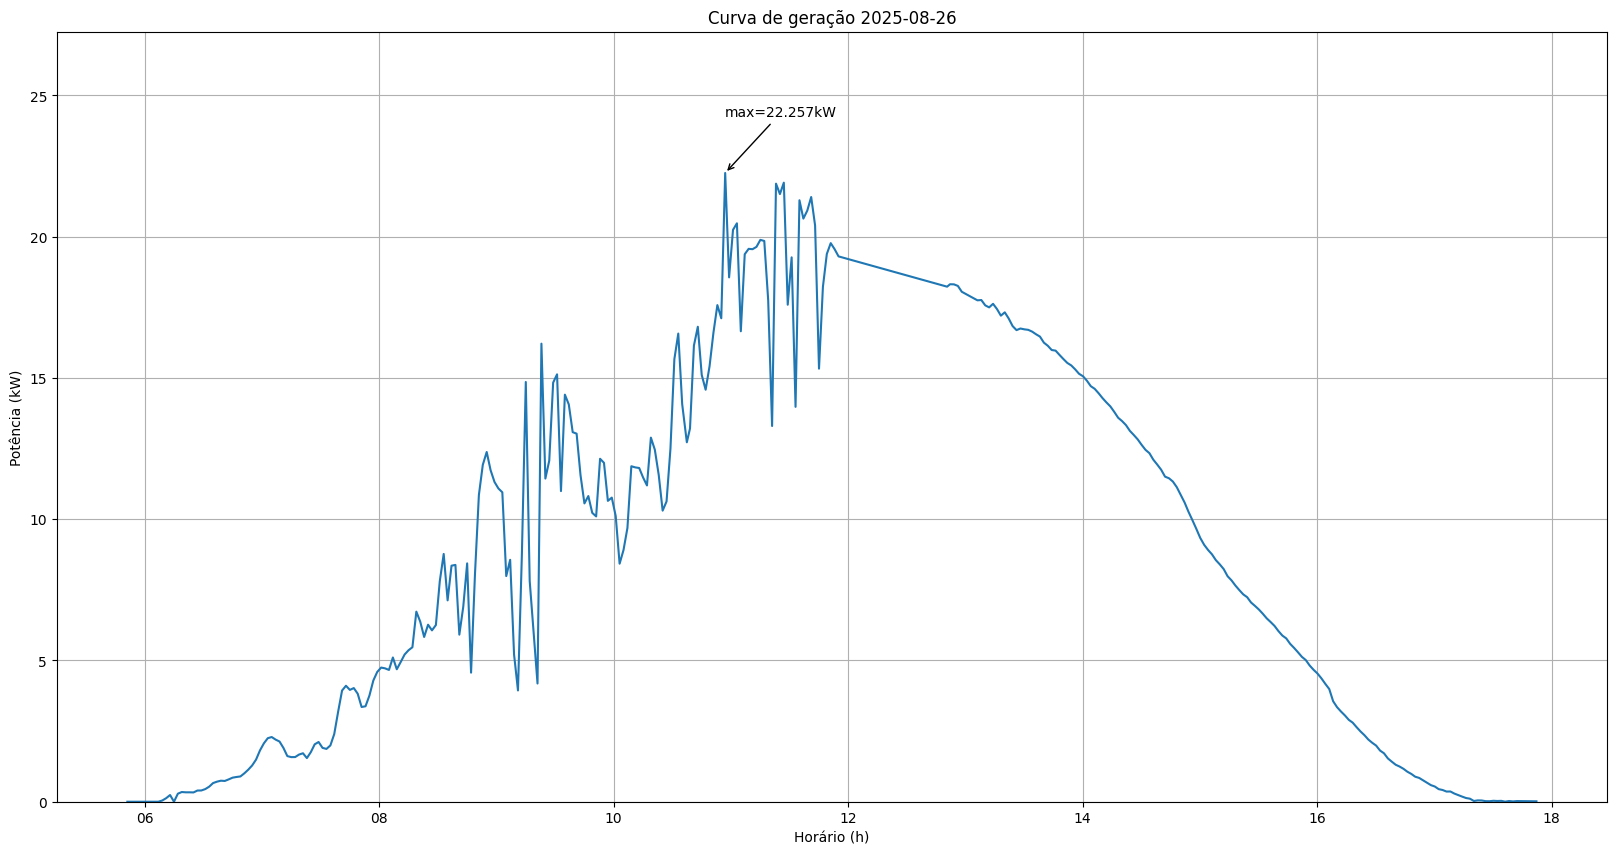 Curva de geração 2025-08-26
25
max=22.257kW
20
15
Potência (kW)
10
5
0
06 08 10 12 14 16 18
Horário (h)